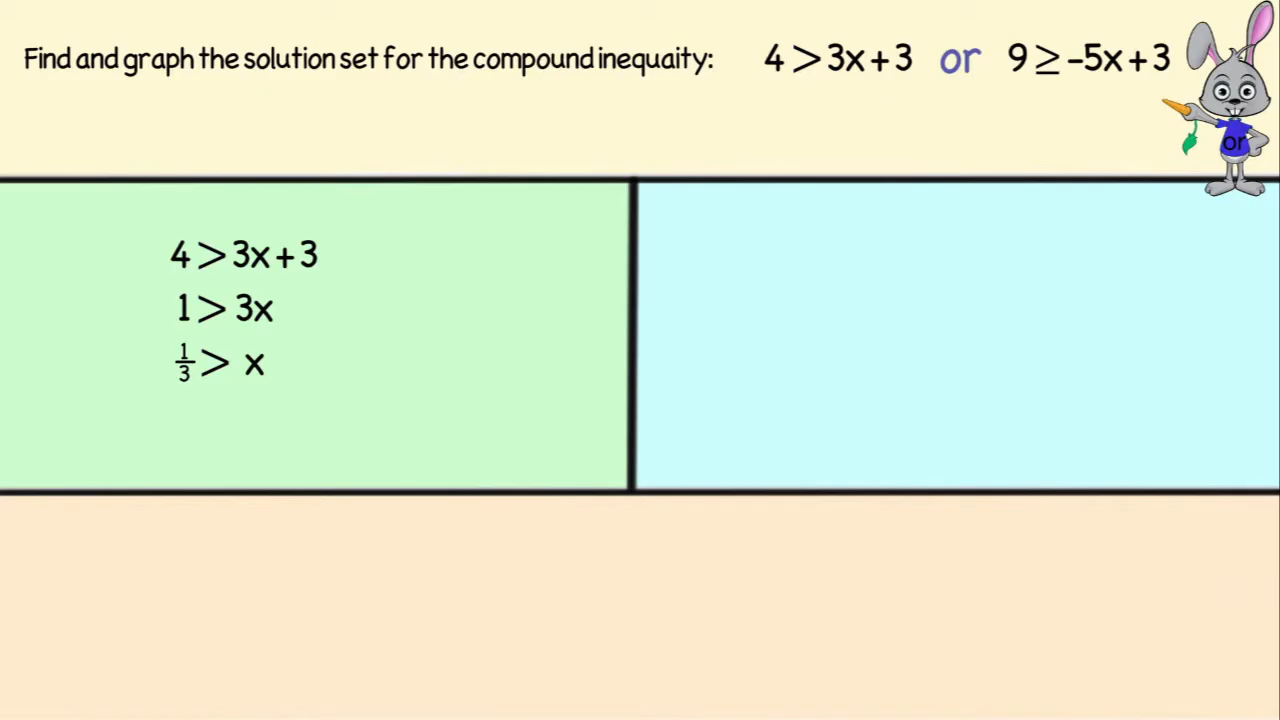 Find and graph the solution set for the compound inequaity: 4 > 3x + 3 or 9 ≥ -5x + 3
or
4 > 3x + 3
1 > 3x
1/3 > x